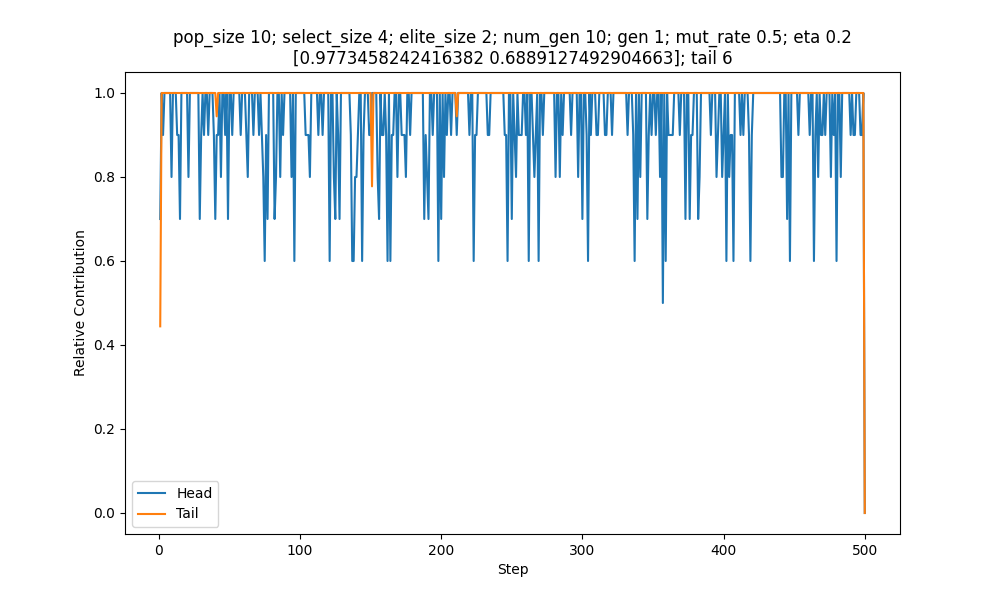 pop_size 10; select_size 4; elite_size 2; num_gen 10; gen 1; mut_rate 0.5; eta 0.2
[0.9773458242416382 0.6889127492904663]; tail 6
1.0
0.8
0.6
0.4
0.2
0.0
Relative Contribution
Head
Tail
0
100
200
300
400
500
Step